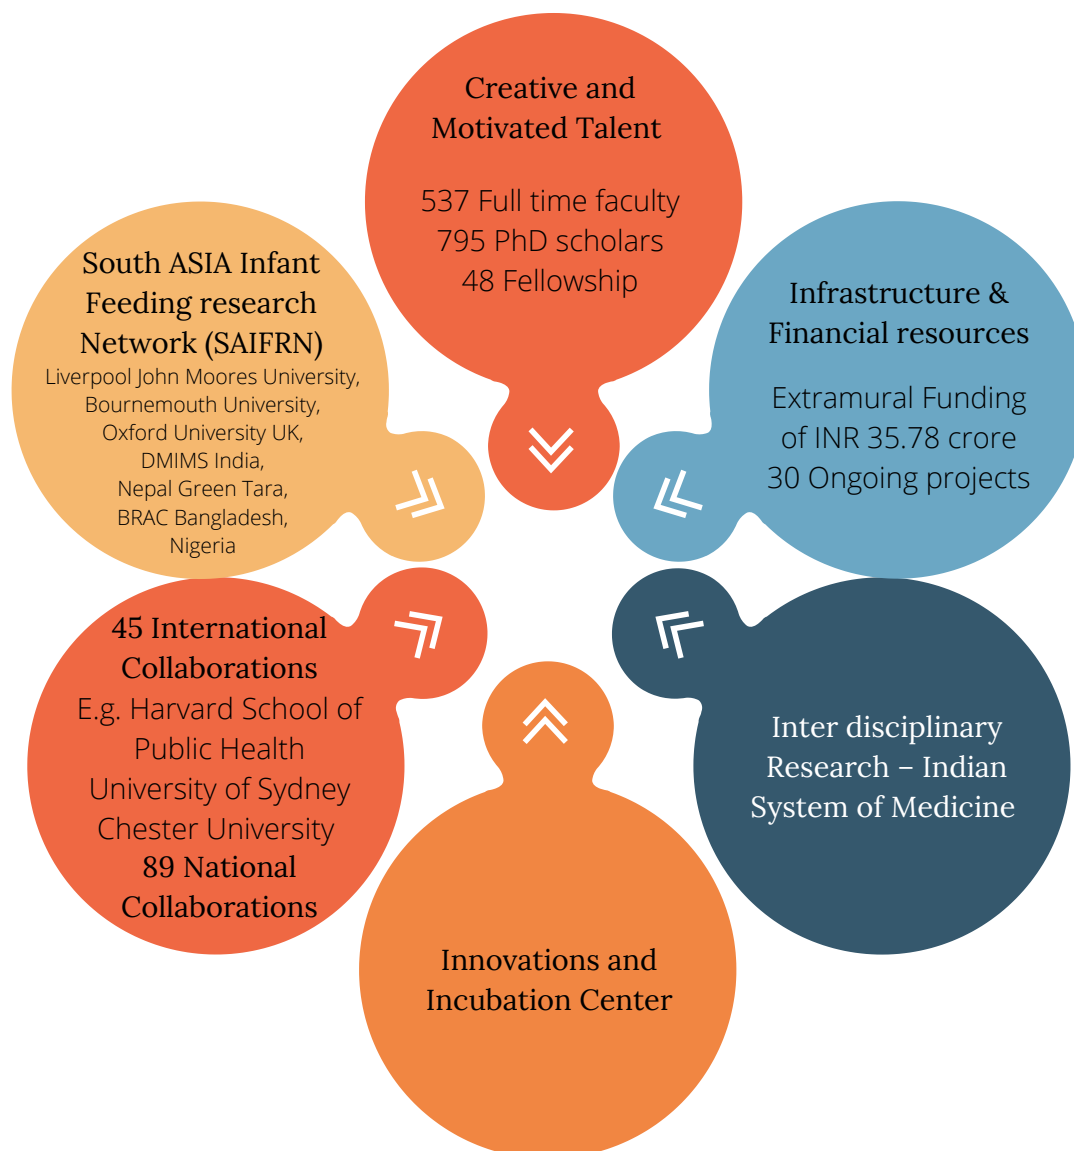 Creative and
Motivated Talent
537 Full time faculty
795 PhD scholars
48 Fellowship
South ASIA Infant
Feeding research
Network (SAIFRN)
Liverpool John Moores University,
Bournemouth University,
Oxford University UK,
DMIMS India,
Nepal Green Tara,
BRAC Bangladesh,
Nigeria
Infrastructure &
Financial resources
Extramural Funding
of INR 35.78 crore
30 Ongoing projects
45 International
Collaborations
E.g. Harvard School of
Public Health
University of Sydney
Chester University
89 National
Collaborations
Inter disciplinary
Research – Indian
System of Medicine
Innovations and
Incubation Center